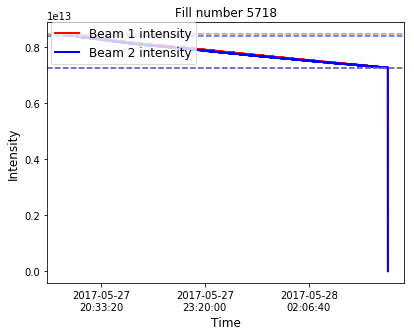 Fill number 5718
1e13
Beam 1 intensity
Beam 2 intensity
0.8
0.6
0.4
0.2
0.0
Intensity
2017-05-27
20:33:20
2017-05-27
23:20:00
2017-05-28
02:06:40
Time